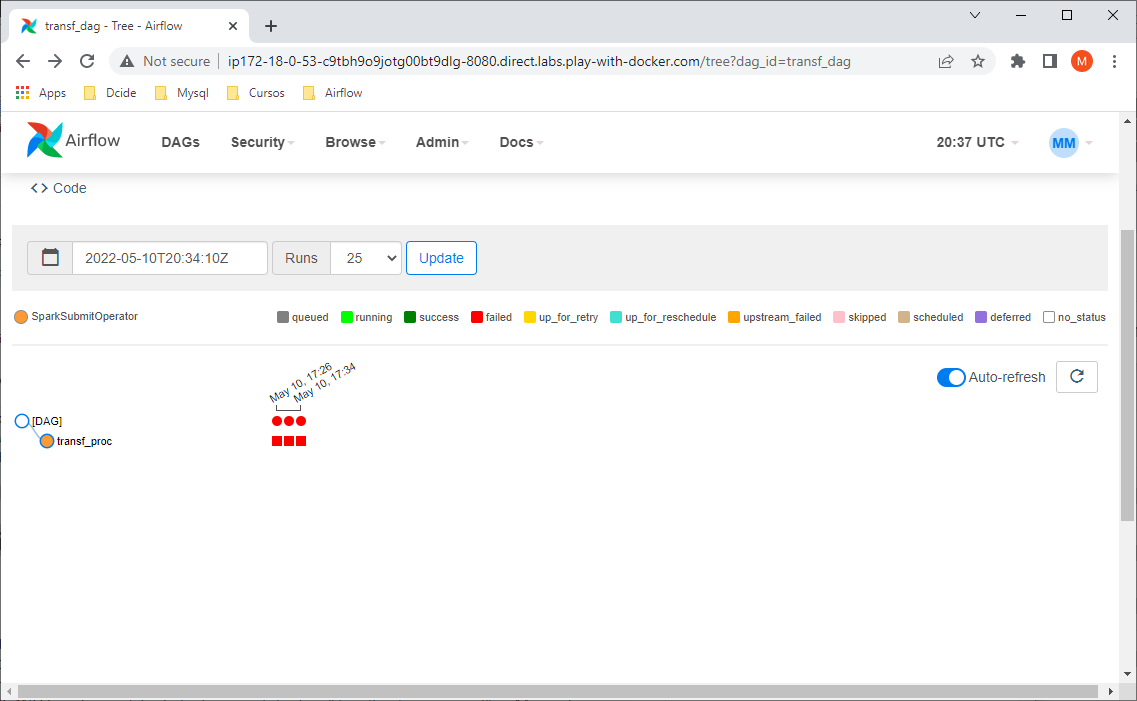 transf_dag - Tree - Airflow
Not secure ip172-18-0-53-c9tbh9o9jotg00bt9dlg-8080.direct.labs.play-with-docker.com/tree?dag_id=transf_dag M
Apps Dcide Mysql Cursos Airflow
Airflow DAGs Security Browse Admin Docs 20:37 UTC MM
<> Code
2022-05-10T20:34:10Z Runs 25 Update
SparkSubmitOperator queued running success failed up_for_retry up_for_reschedule upstream_failed skipped scheduled deferred no_status
May 10, 17:26
May 10, 17:34
Auto-refresh
[DAG]
transf_proc